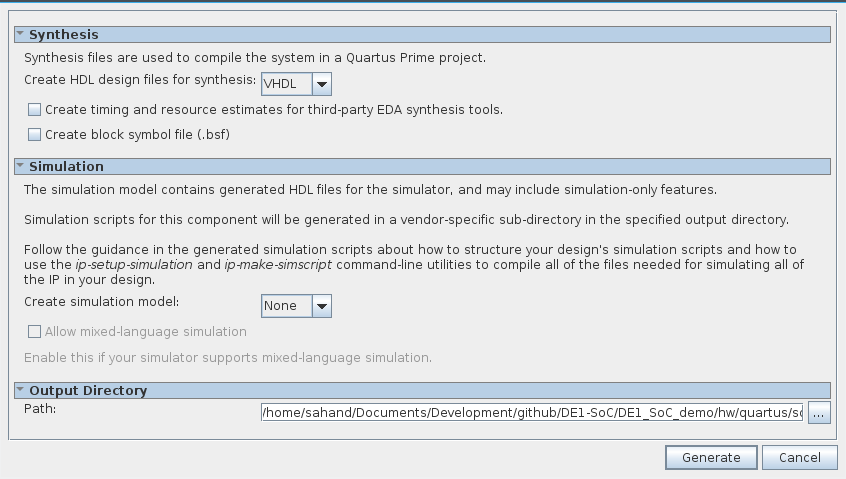 Synthesis
Synthesis files are used to compile the system in a Quartus Prime project.
Create HDL design files for synthesis: VHDL
Create timing and resource estimates for third-party EDA synthesis tools.
Create block symbol file (.bsf)
Simulation
The simulation model contains generated HDL files for the simulator, and may include simulation-only features.
Simulation scripts for this component will be generated in a vendor-specific sub-directory in the specified output directory.
Follow the guidance in the generated simulation scripts about how to structure your design's simulation scripts and how to
use the ip-setup-simulation and ip-make-simscript command-line utilities to compile all of the files needed for simulating all of
the IP in your design.
Create simulation model: None
Allow mixed-language simulation
Enable this if your simulator supports mixed-language simulation.
Output Directory
Path: /home/sahand/Documents/Development/github/DE1-SoC/DE1_SoC_demo/hw/quartus/so ...
Generate Cancel